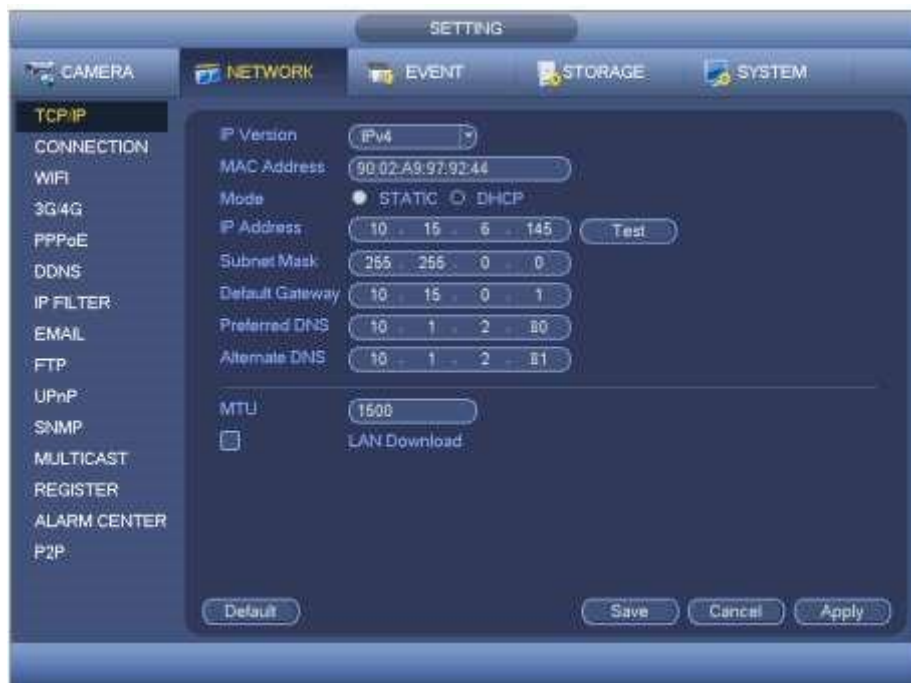 SETTING
CAMERA NETWORK EVENT STORAGE SYSTEM
TCP/IP
CONNECTION
WIFI
3G/4G
PPPoE
DDNS
IP FILTER
EMAIL
FTP
UPnP
SNMP
MULTICAST
REGISTER
ALARM CENTER
P2P
IP Version IPv4
MAC Address 90:02:A9:97:92:44
Mode STATIC DHCP
IP Address 10 . 15 . 6 . 145 Test
Subnet Mask 255 . 255 . 0 . 0
Default Gateway 10 . 15 . 0 . 1
Preferred DNS 10 . 1 . 2 . 80
Alternate DNS 10 . 1 . 2 . 81
MTU 1500
LAN Download
Default Save Cancel Apply